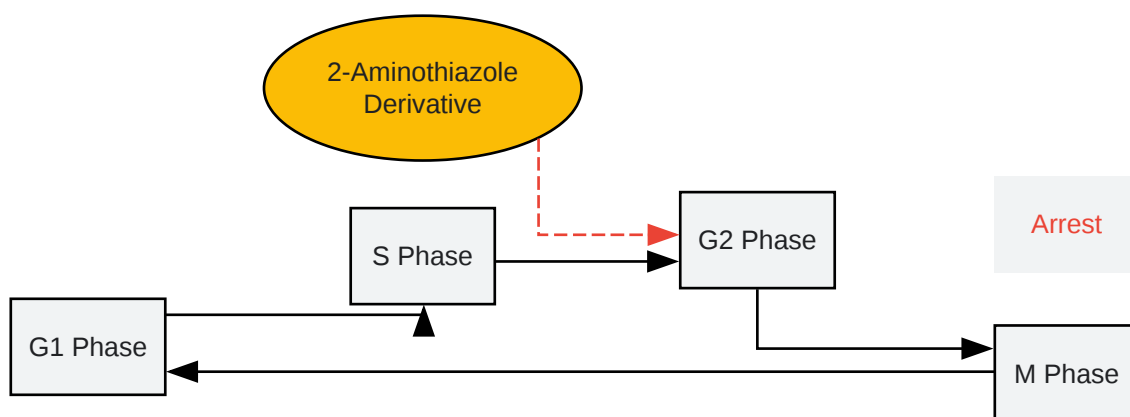 2-Aminothiazole
Derivative
S Phase
G2 Phase
Arrest
G1 Phase
M Phase